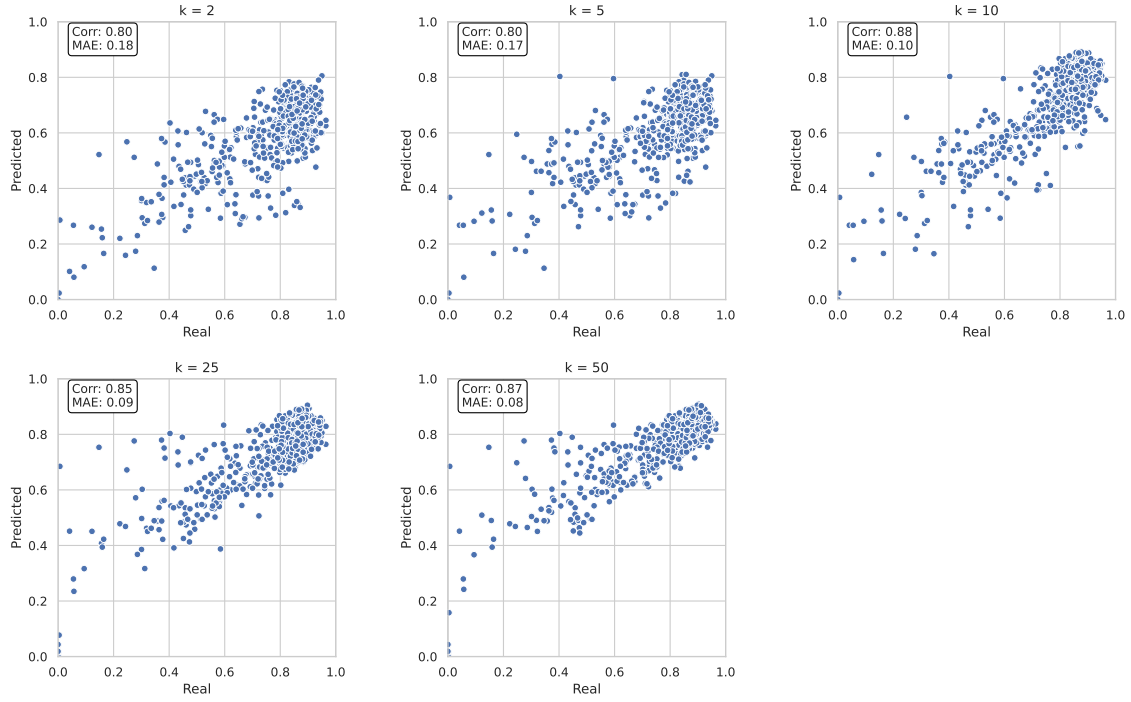 k = 2
Corr: 0.80
MAE: 0.18
1.0
0.8
0.6
0.4
0.2
0.0
Predicted
0.0 0.2 0.4 0.6 0.8 1.0
Real
k = 5
Corr: 0.80
MAE: 0.17
1.0
0.8
0.6
0.4
0.2
0.0
Predicted
0.0 0.2 0.4 0.6 0.8 1.0
Real
k = 10
Corr: 0.88
MAE: 0.10
1.0
0.8
0.6
0.4
0.2
0.0
Predicted
0.0 0.2 0.4 0.6 0.8 1.0
Real
k = 25
Corr: 0.85
MAE: 0.09
1.0
0.8
0.6
0.4
0.2
0.0
Predicted
0.0 0.2 0.4 0.6 0.8 1.0
Real
k = 50
Corr: 0.87
MAE: 0.08
1.0
0.8
0.6
0.4
0.2
0.0
Predicted
0.0 0.2 0.4 0.6 0.8 1.0
Real